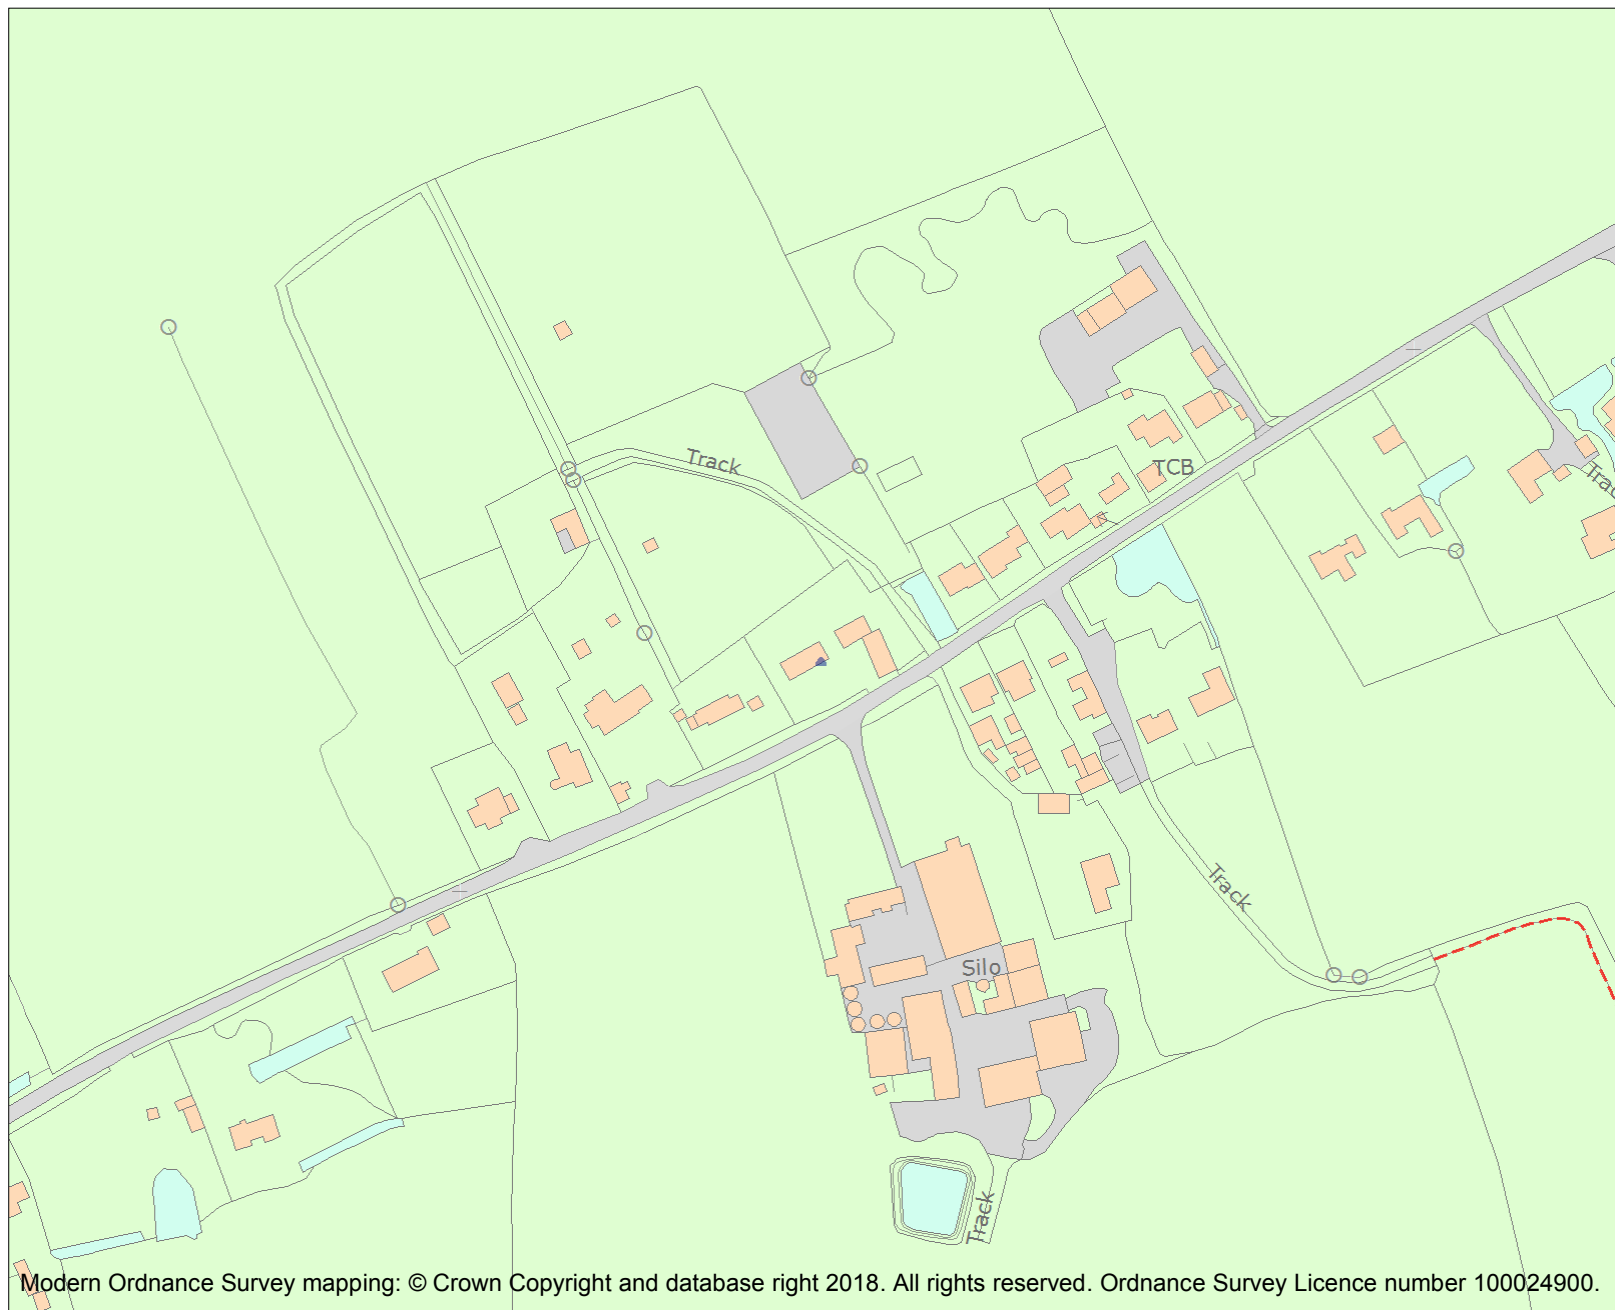 Track
TCB
Trac
Track
Silo
Track
Modern Ordnance Survey mapping: © Crown Copyright and database right 2018. All rights reserved. Ordnance Survey Licence number 100024900.